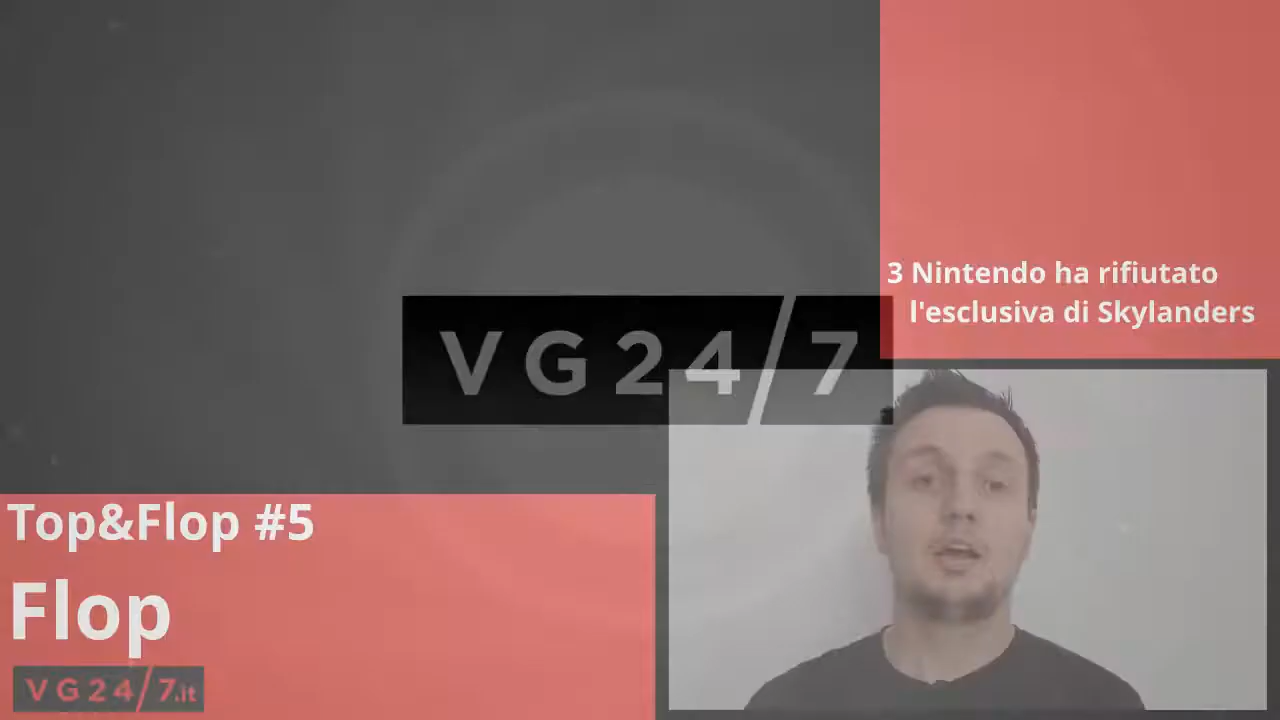 3 Nintendo ha rifiutato
l'esclusiva di Skylanders
VG24/7
Top&Flop #5
Flop
VG24/7.it